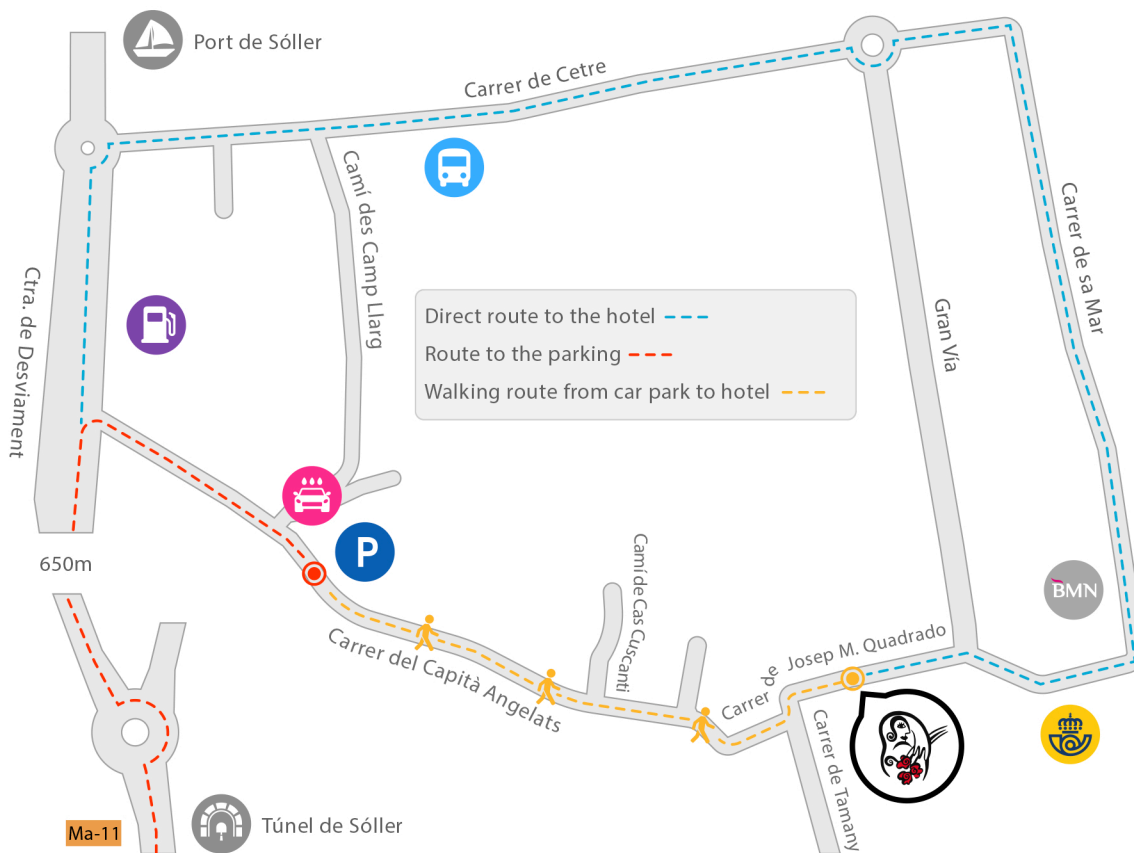 Port de Sóller
Carrer de Cetre
Camí des Camp Llarg
Ctra. de Desviament
Carrer de sa Mar
Gran Vía
Direct route to the hotel
Route to the parking
Walking route from car park to hotel
P
650m
Camí de Cas Cuscanti
BMN
Carrer del Capità Angelats
Carrer de Josep M. Quadrado
Carrer de Tamany
Ma-11
Túnel de Sóller